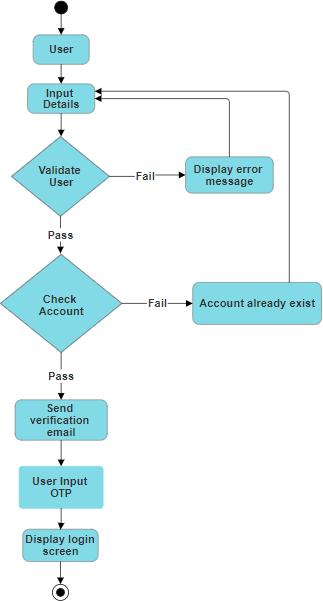 User
Input
Details
Validate
User
Fail
Display error
message
Pass
Check
Account
Fail
Account already exist
Pass
Send
verification
email
User Input
OTP
Display login
screen